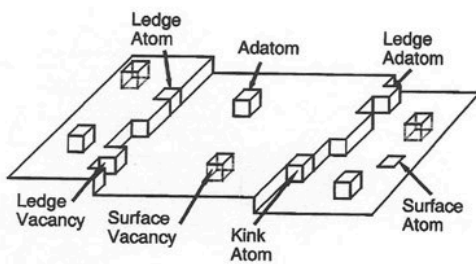 Ledge
Atom
Adatom
Ledge
Adatom
Ledge
Vacancy
Surface
Vacancy
Kink
Atom
Surface
Atom